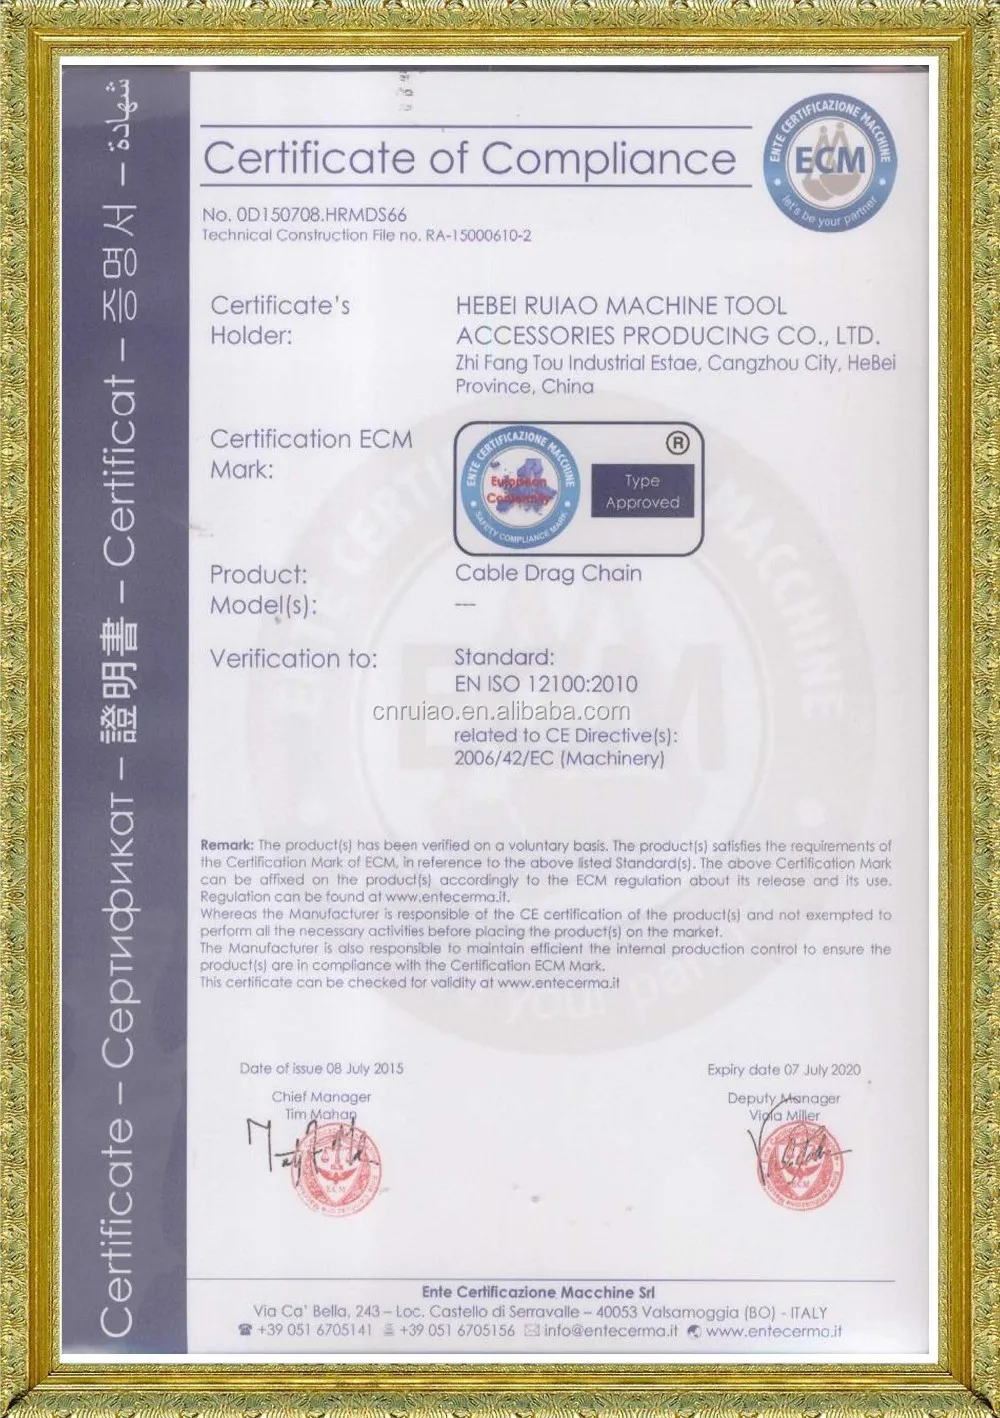 Certificate – Сертификат – 證明書 – Certificat – 증명서 – شهادة
Certificate of Compliance
ENTE CERTIFICAZIONE MACCHINE
ECM
let's be your partner
No. 0D150708.HRMDS66
Technical Construction File no. RA-15000610-2
Certificate's
Holder:
HEBEI RUIAO MACHINE TOOL
ACCESSORIES PRODUCING CO., LTD.
Zhi Fang Tou Industrial Estae, Cangzhou City, HeBei
Province, China
Certification ECM
Mark:
ENTE CERTIFICAZIONE MACCHINE
European
Conformity
SAFETY COMPLIANCE MARK
®
Type
Approved
Product:
Cable Drag Chain
Model(s):
---
Verification to:
Standard:
EN ISO 12100:2010
cnruiao.en.alibaba.com
related to CE Directive(s):
2006/42/EC (Machinery)
Remark: The product(s) has been verified on a voluntary basis. The product(s) satisfies the requirements of
the Certification Mark of ECM, in reference to the above listed Standard(s). The above Certification Mark
can be affixed on the product(s) accordingly to the ECM regulation about its release and its use.
Regulation can be found at www.entecerma.it.
Whereas the Manufacturer is responsible of the CE certification of the product(s) and not exempted to
perform all the necessary activities before placing the product(s) on the market.
The Manufacturer is also responsible to maintain efficient the internal production control to ensure the
product(s) are in compliance with the Certification ECM Mark.
This certificate can be checked for validity at www.entecerma.it
Date of issue 08 July 2015
Expiry date 07 July 2020
Chief Manager
Tim Mahan
Deputy Manager
Viola Miller
Ente Certificazione Macchine Srl
Via Ca' Bella, 243 – Loc. Castello di Serravalle – 40053 Valsamoggia (BO) - ITALY
+39 051 6705141 +39 051 6705156 info@entecerma.it www.entecerma.it